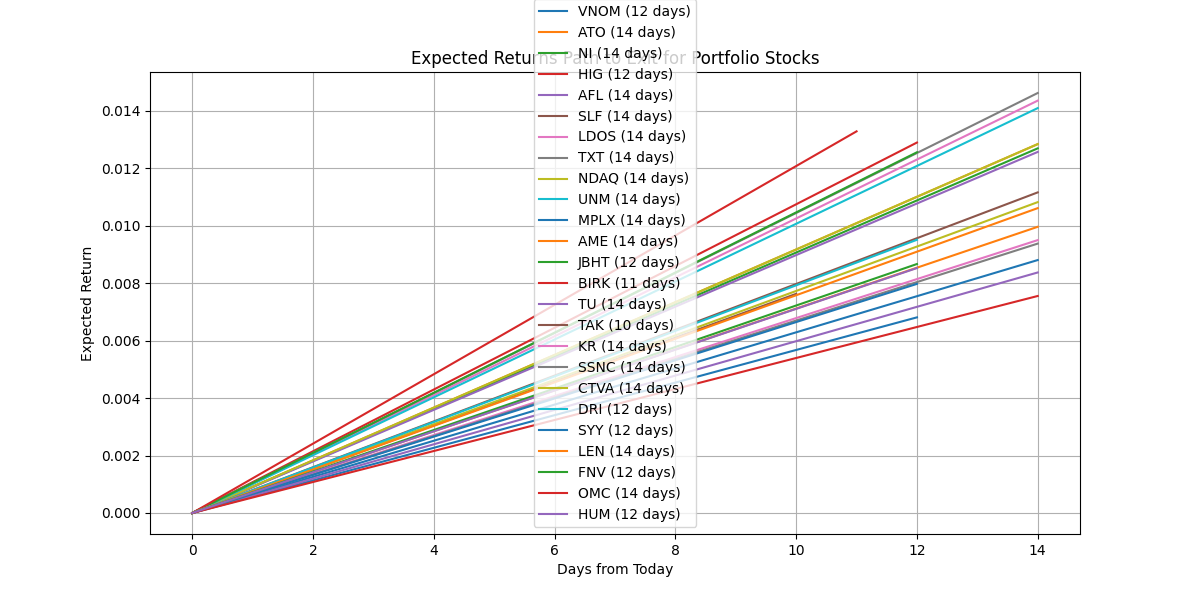 VNOM (12 days)
ATO (14 days)
NI (14 days)
Expected Returns Path to Exit for Portfolio Stocks
HIG (12 days)
AFL (14 days)
SLF (14 days)
LDOS (14 days)
TXT (14 days)
NDAQ (14 days)
UNM (14 days)
MPLX (14 days)
AME (14 days)
JBHT (12 days)
BIRK (11 days)
TU (14 days)
TAK (10 days)
KR (14 days)
SSNC (14 days)
CTVA (14 days)
DRI (12 days)
SYY (12 days)
LEN (14 days)
FNV (12 days)
OMC (14 days)
HUM (12 days)
0.014
0.012
0.010
0.008
0.006
0.004
0.002
0.000
Expected Return
0 2 4 6 8 10 12 14
Days from Today